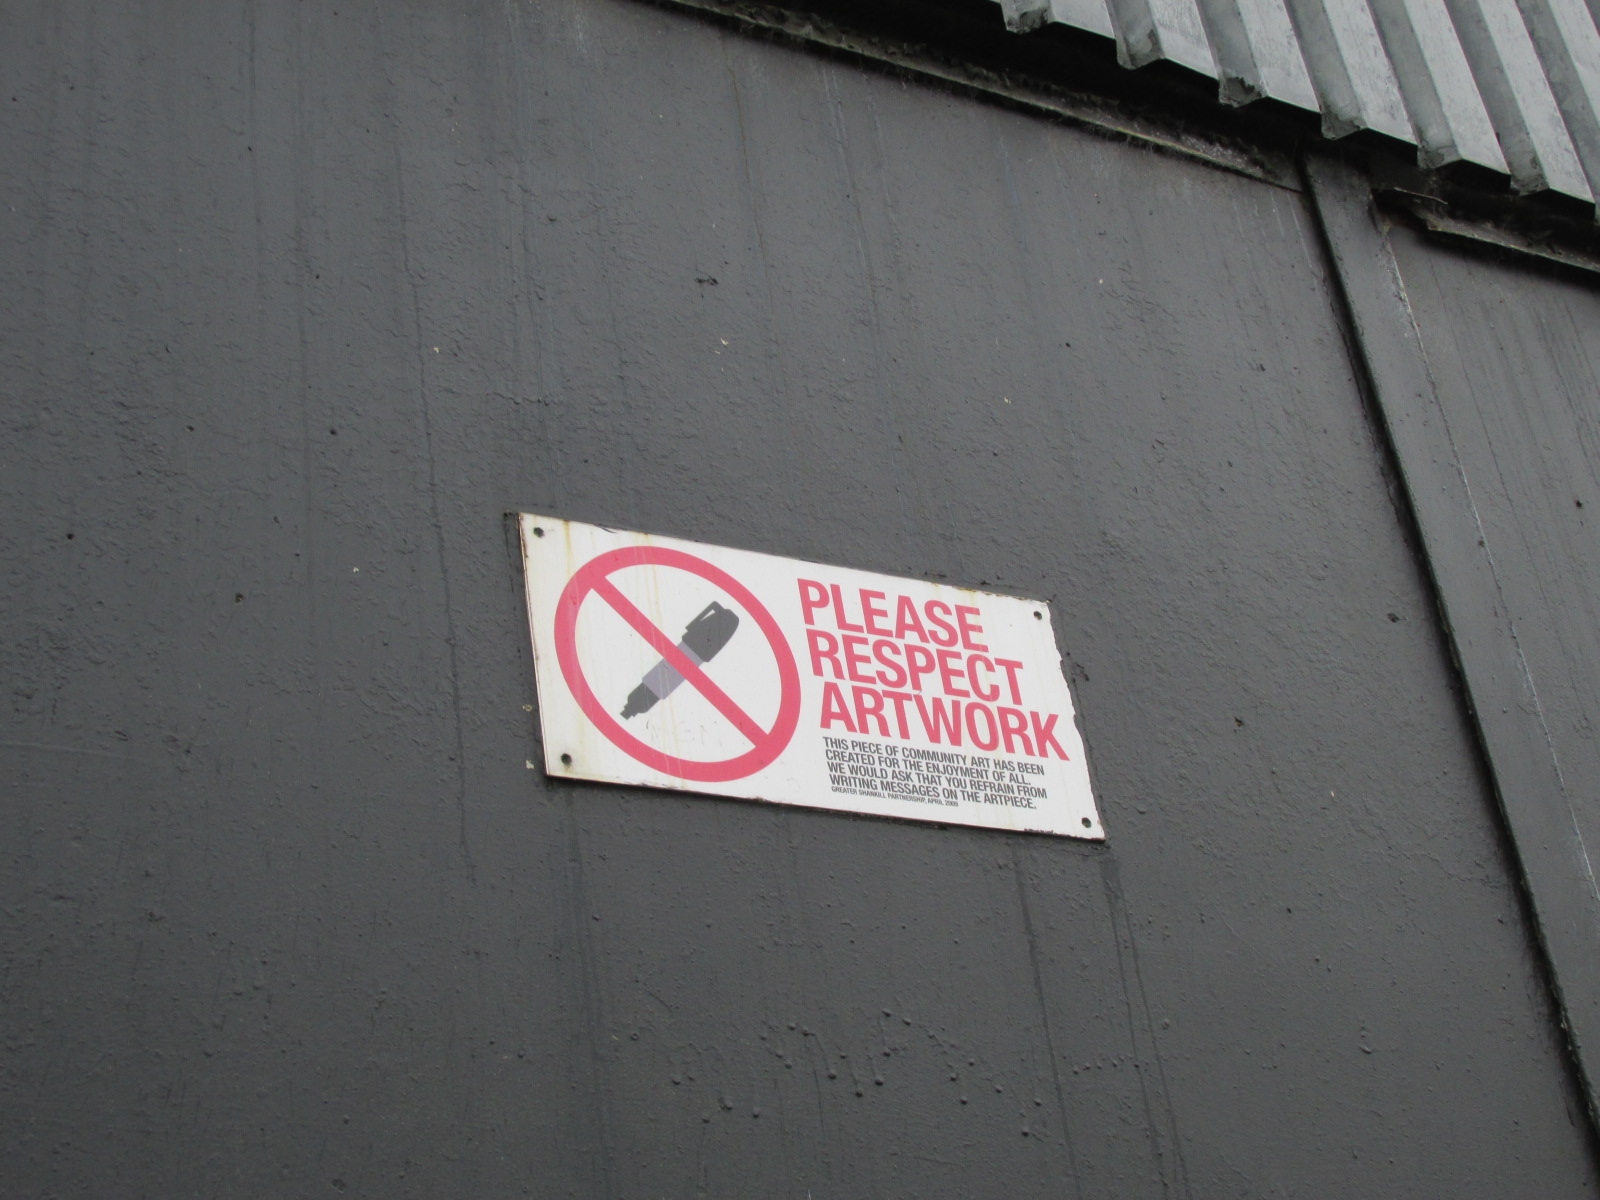 PLEASE
RESPECT
ARTWORK
THIS PIECE OF COMMUNITY ART HAS BEEN
CREATED FOR THE ENJOYMENT OF ALL.
WE WOULD ASK THAT YOU REFRAIN FROM
WRITING MESSAGES ON THE ARTPIECE.
GREATER SHANKILL PARTNERSHIP, APRIL 2009